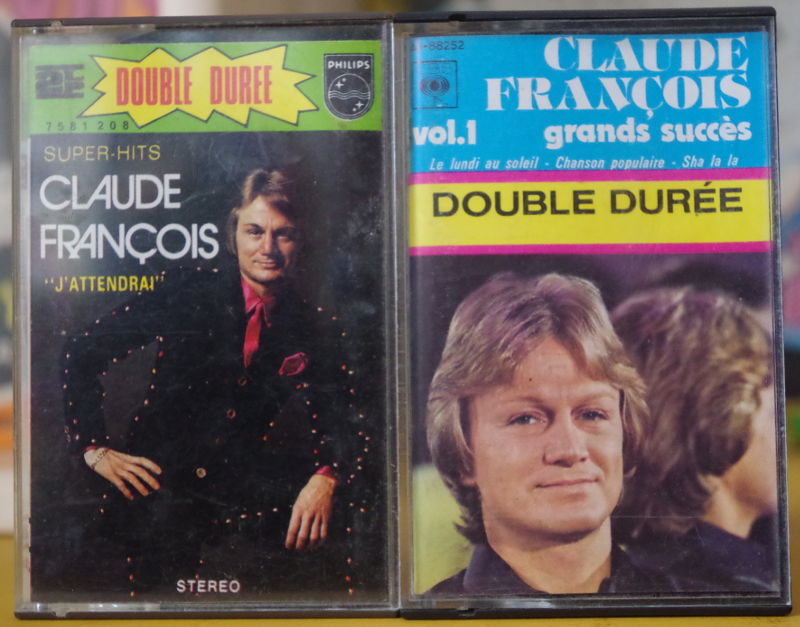 DOUBLE DUREE
PHILIPS
7581 208
SUPER-HITS
CLAUDE
FRANÇOIS
"J'ATTENDRAI"
STEREO
-88252
CLAUDE
FRANÇOIS
vol.1 grands succès
Le lundi au soleil - Chanson populaire - Sha la la
DOUBLE DURÉE